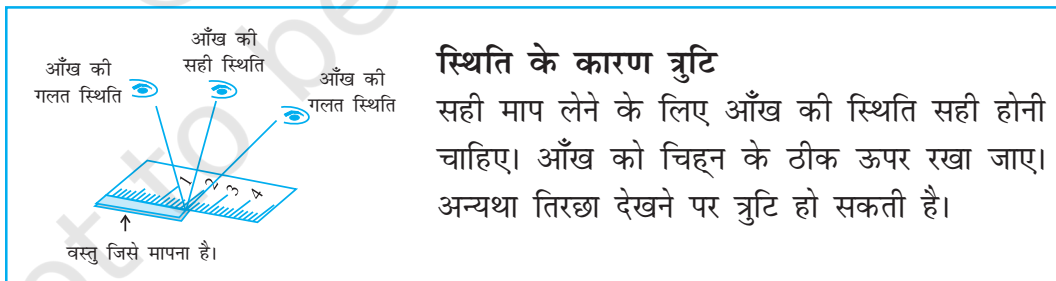 आँख की
गलत स्थिति
आँख की
सही स्थिति
आँख की
गलत स्थिति
1 2 3 4
वस्तु जिसे मापना है।
स्थिति के कारण त्रुटि
सही माप लेने के लिए आँख की स्थिति सही होनी
चाहिए। आँख को चिह्न के ठीक ऊपर रखा जाए।
अन्यथा तिरछा देखने पर त्रुटि हो सकती है।